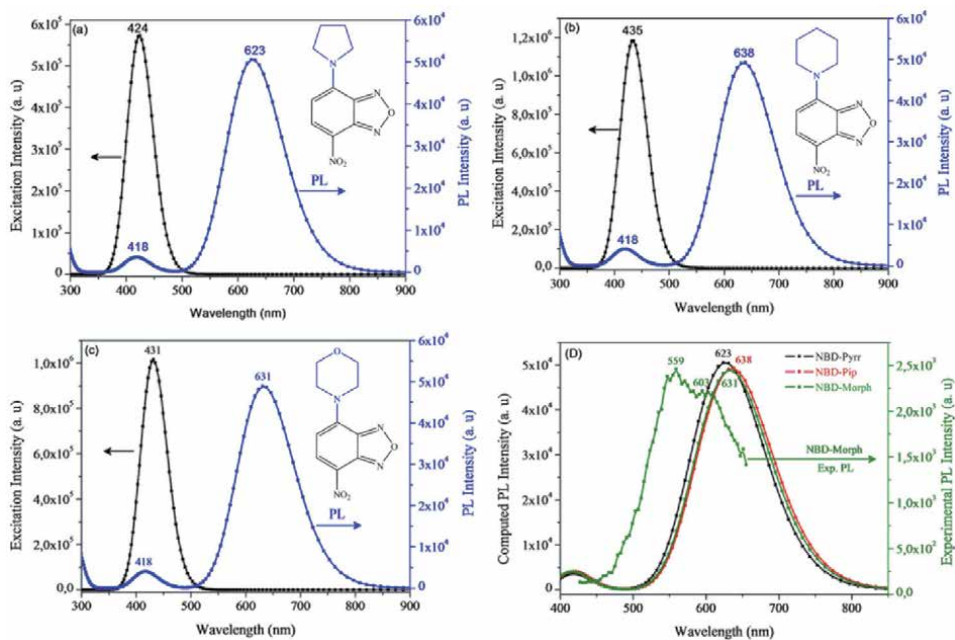 (a)
424
623
418
PL
N
N
O
N
NO₂
6x10⁵
5x10⁵
4x10⁵
3x10⁵
2x10⁵
1x10⁵
0
Excitation Intensity (a. u)
6x10⁴
5x10⁴
4x10⁴
3x10⁴
2x10⁴
1x10⁴
0
PL Intensity (a. u)
300 400 500 600 700 800 900
Wavelength (nm)
(b)
435
638
418
PL
N
N
O
N
NO₂
1,2x10⁶
1,0x10⁶
8,0x10⁵
6,0x10⁵
4,0x10⁵
2,0x10⁵
0,0
Excitation Intensity (a. u)
6x10⁴
5x10⁴
4x10⁴
3x10⁴
2x10⁴
1x10⁴
0
PL Intensity (a. u)
300 400 500 600 700 800 900
Wavelength (nm)
(c)
431
631
418
PL
O
N
N
O
N
NO₂
1,0x10⁶
8,0x10⁵
6,0x10⁵
4,0x10⁵
2,0x10⁵
0,0
Excitation Intensity (a. u)
6x10⁴
5x10⁴
4x10⁴
3x10⁴
2x10⁴
1x10⁴
0
PL Intensity (a. u)
300 400 500 600 700 800 900
Wavelength (nm)
(D)
559
603
623
631
638
NBD-Pyrr
NBD-Pip
NBD-Morph
NBD-Morph
Exp. PL
5x10⁴
4x10⁴
3x10⁴
2x10⁴
1x10⁴
0
Computed PL Intensity (a. u)
2,5x10³
2,0x10³
1,5x10³
1,0x10³
5,0x10²
0,0
Experimental PL Intensity (a. u)
400 500 600 700 800
Wavelength (nm)